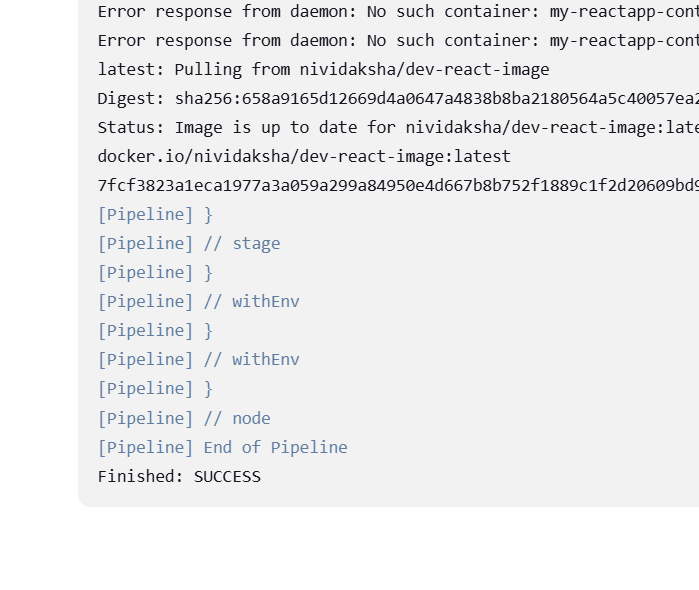 Error response from daemon: No such container: my-reactapp-cont
Error response from daemon: No such container: my-reactapp-cont
latest: Pulling from nividaksha/dev-react-image
Digest: sha256:658a9165d12669d4a0647a4838b8ba2180564a5c40057ea2
Status: Image is up to date for nividaksha/dev-react-image:late
docker.io/nividaksha/dev-react-image:latest
7fcf3823a1eca1977a3a059a299a84950e4d667b8b752f1889c1f2d20609bd9
[Pipeline] }
[Pipeline] // stage
[Pipeline] }
[Pipeline] // withEnv
[Pipeline] }
[Pipeline] // withEnv
[Pipeline] }
[Pipeline] // node
[Pipeline] End of Pipeline
Finished: SUCCESS